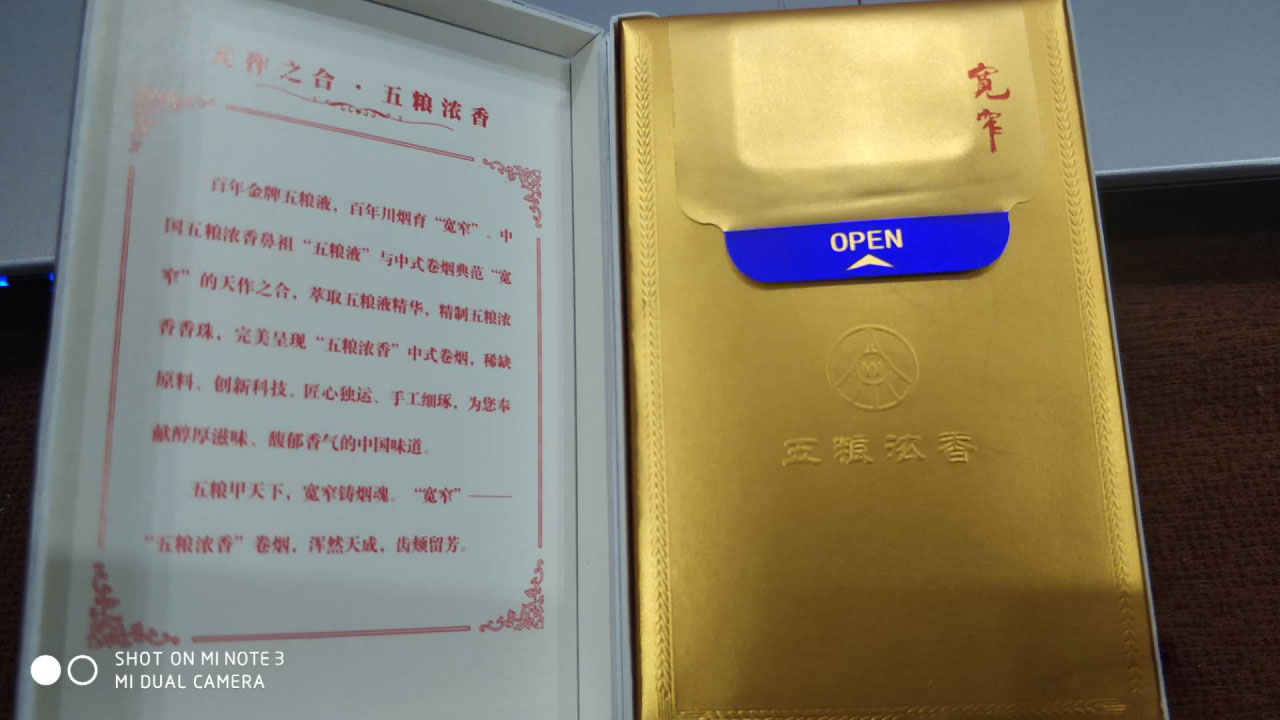 天作之合·五粮浓香
百年金牌五粮液，百年川烟育“宽窄”。中
国五粮浓香鼻祖“五粮液”与中式卷烟典范“宽
窄”的天作之合，萃取五粮液精华，精制五粮浓
香香珠，完美呈现“五粮浓香”中式卷烟，稀缺
原料、创新科技、匠心独运、手工细琢，为您奉
献醇厚滋味、馥郁香气的中国味道。
五粮甲天下，宽窄铸烟魂。“宽窄”——
“五粮浓香”卷烟，浑然天成，齿颊留芳。
宽窄
OPEN
五粮浓香
SHOT ON MI NOTE 3
MI DUAL CAMERA